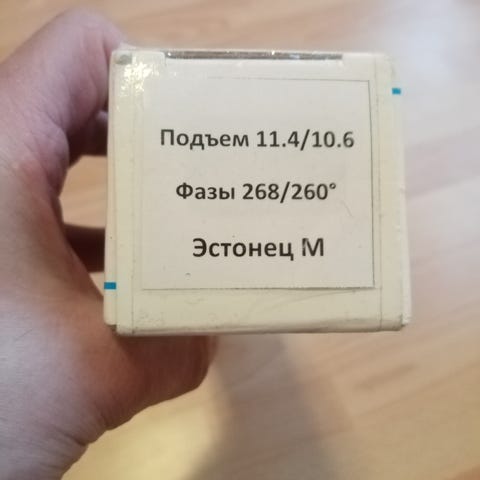 Подъем 11.4/10.6
Фазы 268/260°
Эстонец М